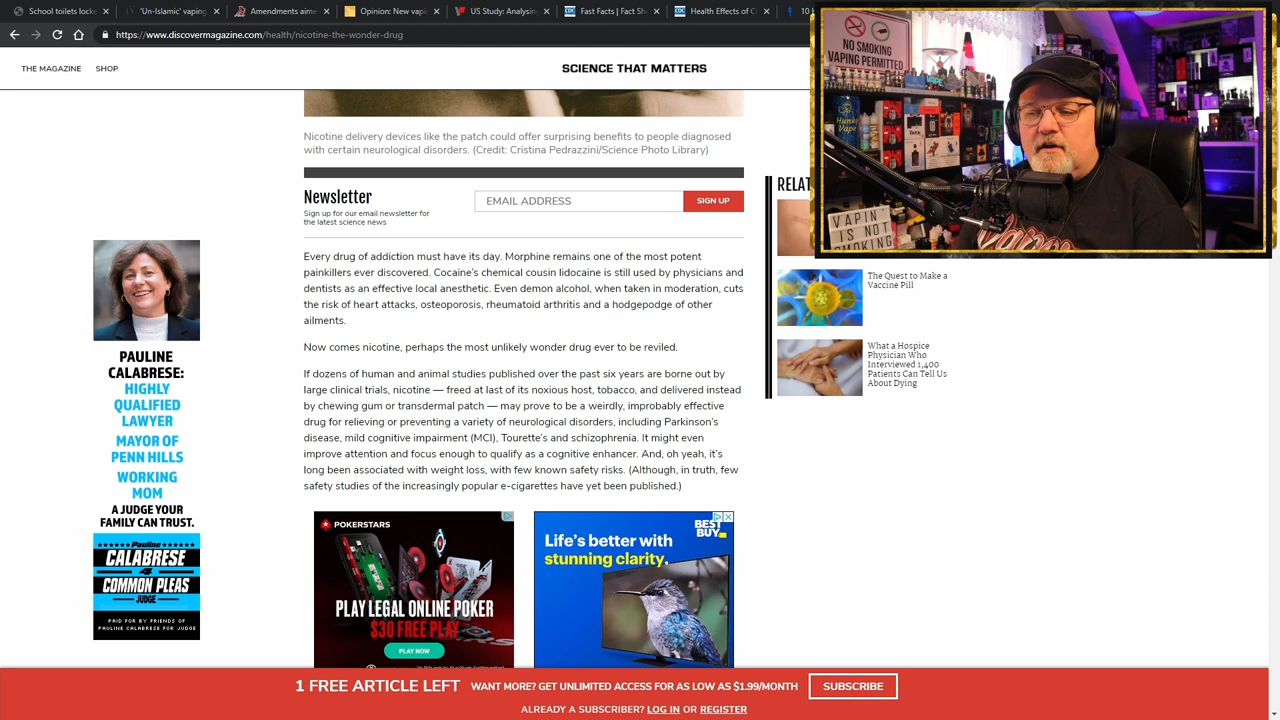 School toilets locke
'Un-Islamic' vaping
Amendments aimed
Opinion: New vape
US Study: Analysing
Fast Facts | Fact Sh
Health Effects of C
10
https://www.discovermagazine.com/health/nicotine-the-wonder-drug
THE MAGAZINE
SHOP
SCIENCE THAT MATTERS
NO SMOKING
VAPING PERMITTED
VAPE
Hunky
Vape
VAPIN'
IS NOT
SMOKING
Nicotine delivery devices like the patch could offer surprising benefits to people diagnosed
with certain neurological disorders. (Credit: Cristina Pedrazzini/Science Photo Library)
Newsletter
Sign up for our email newsletter for
the latest science news
EMAIL ADDRESS
SIGN UP
Every drug of addiction must have its day. Morphine remains one of the most potent
painkillers ever discovered. Cocaine's chemical cousin lidocaine is still used by physicians and
dentists as an effective local anesthetic. Even demon alcohol, when taken in moderation, cuts
the risk of heart attacks, osteoporosis, rheumatoid arthritis and a hodgepodge of other
ailments.
Now comes nicotine, perhaps the most unlikely wonder drug ever to be reviled.
If dozens of human and animal studies published over the past six years are borne out by
large clinical trials, nicotine — freed at last of its noxious host, tobacco, and delivered instead
by chewing gum or transdermal patch — may prove to be a weirdly, improbably effective
drug for relieving or preventing a variety of neurological disorders, including Parkinson's
disease, mild cognitive impairment (MCI), Tourette's and schizophrenia. It might even
improve attention and focus enough to qualify as a cognitive enhancer. And, oh yeah, it's
long been associated with weight loss, with few known safety risks. (Although, in truth, few
safety studies of the increasingly popular e-cigarettes have yet been published.)
RELAT
The Quest to Make a
Vaccine Pill
What a Hospice
Physician Who
Interviewed 1,400
Patients Can Tell Us
About Dying
PAULINE
CALABRESE:
HIGHLY
QUALIFIED
LAWYER
MAYOR OF
PENN HILLS
WORKING
MOM
A JUDGE YOUR
FAMILY CAN TRUST.
Pauline
CALABRESE
4
COMMON PLEAS
JUDGE
PAID FOR BY FRIENDS OF
PAULINE CALABRESE FOR JUDGE
POKERSTARS
PLAY LEGAL ONLINE POKER
$30 FREE PLAY
PLAY NOW
BEST
BUY
Life's better with
stunning clarity.
1 FREE ARTICLE LEFT
WANT MORE? GET UNLIMITED ACCESS FOR AS LOW AS $1.99/MONTH
SUBSCRIBE
ALREADY A SUBSCRIBER? LOG IN OR REGISTER